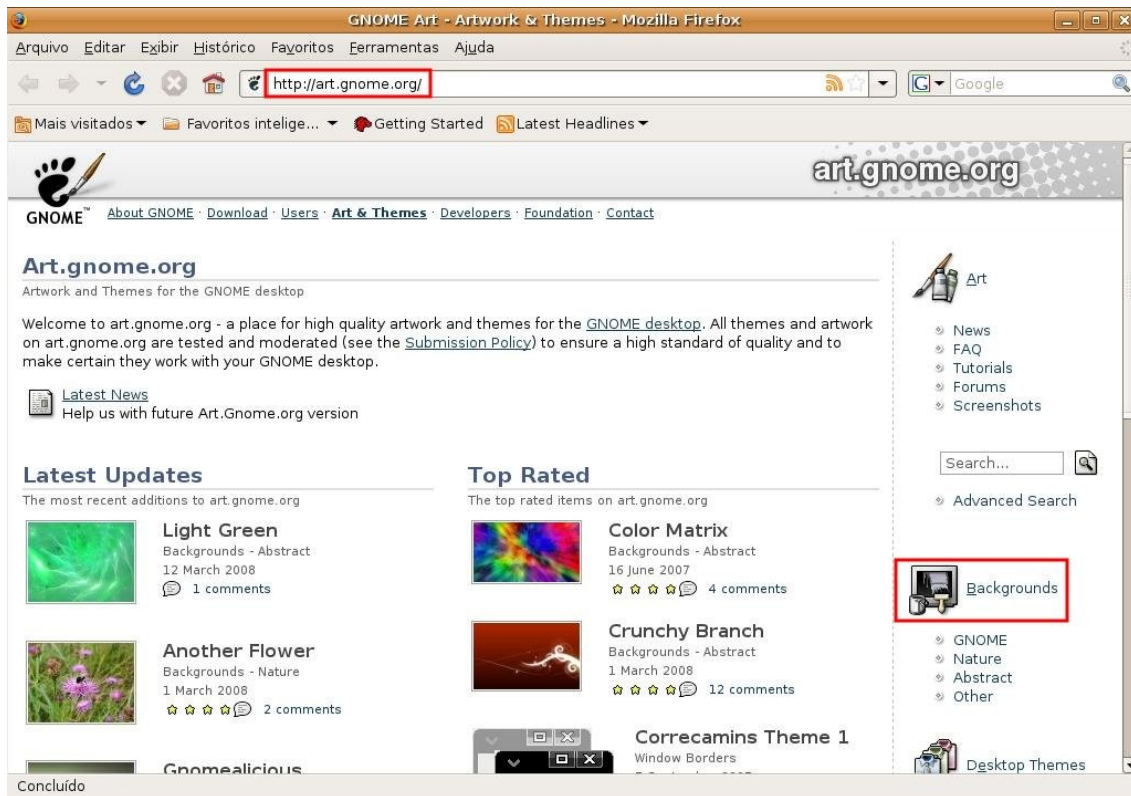 GNOME Art - Artwork & Themes - Mozilla Firefox
Arquivo Editar Exibir Histórico Favoritos Ferramentas Ajuda
http://art.gnome.org/
Google
Mais visitados Favoritos intelige... Getting Started Latest Headlines
art.gnome.org
GNOME™ About GNOME · Download · Users · Art & Themes · Developers · Foundation · Contact
Art.gnome.org
Artwork and Themes for the GNOME desktop
Welcome to art.gnome.org - a place for high quality artwork and themes for the GNOME desktop. All themes and artwork
on art.gnome.org are tested and moderated (see the Submission Policy) to ensure a high standard of quality and to
make certain they work with your GNOME desktop.
Latest News
Help us with future Art.Gnome.org version
Latest Updates
The most recent additions to art.gnome.org
Light Green
Backgrounds - Abstract
12 March 2008
1 comments
Another Flower
Backgrounds - Nature
1 March 2008
2 comments
Gnomealicious
Top Rated
The top rated items on art.gnome.org
Color Matrix
Backgrounds - Abstract
16 June 2007
4 comments
Crunchy Branch
Backgrounds - Abstract
1 March 2008
12 comments
Correcamins Theme 1
Window Borders
Art
News
FAQ
Tutorials
Forums
Screenshots
Search...
Advanced Search
Backgrounds
GNOME
Nature
Abstract
Other
Desktop Themes
Concluído